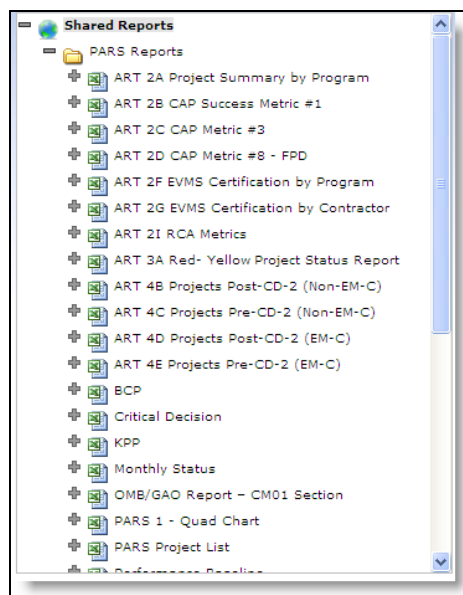 Shared Reports
PARS Reports
ART 2A Project Summary by Program
ART 2B CAP Success Metric #1
ART 2C CAP Metric #3
ART 2D CAP Metric #8 - FPD
ART 2F EVMS Certification by Program
ART 2G EVMS Certification by Contractor
ART 2I RCA Metrics
ART 3A Red- Yellow Project Status Report
ART 4B Projects Post-CD-2 (Non-EM-C)
ART 4C Projects Pre-CD-2 (Non-EM-C)
ART 4D Projects Post-CD-2 (EM-C)
ART 4E Projects Pre-CD-2 (EM-C)
BCP
Critical Decision
KPP
Monthly Status
OMB/GAO Report – CM01 Section
PARS 1 - Quad Chart
PARS Project List
Performance Baseline